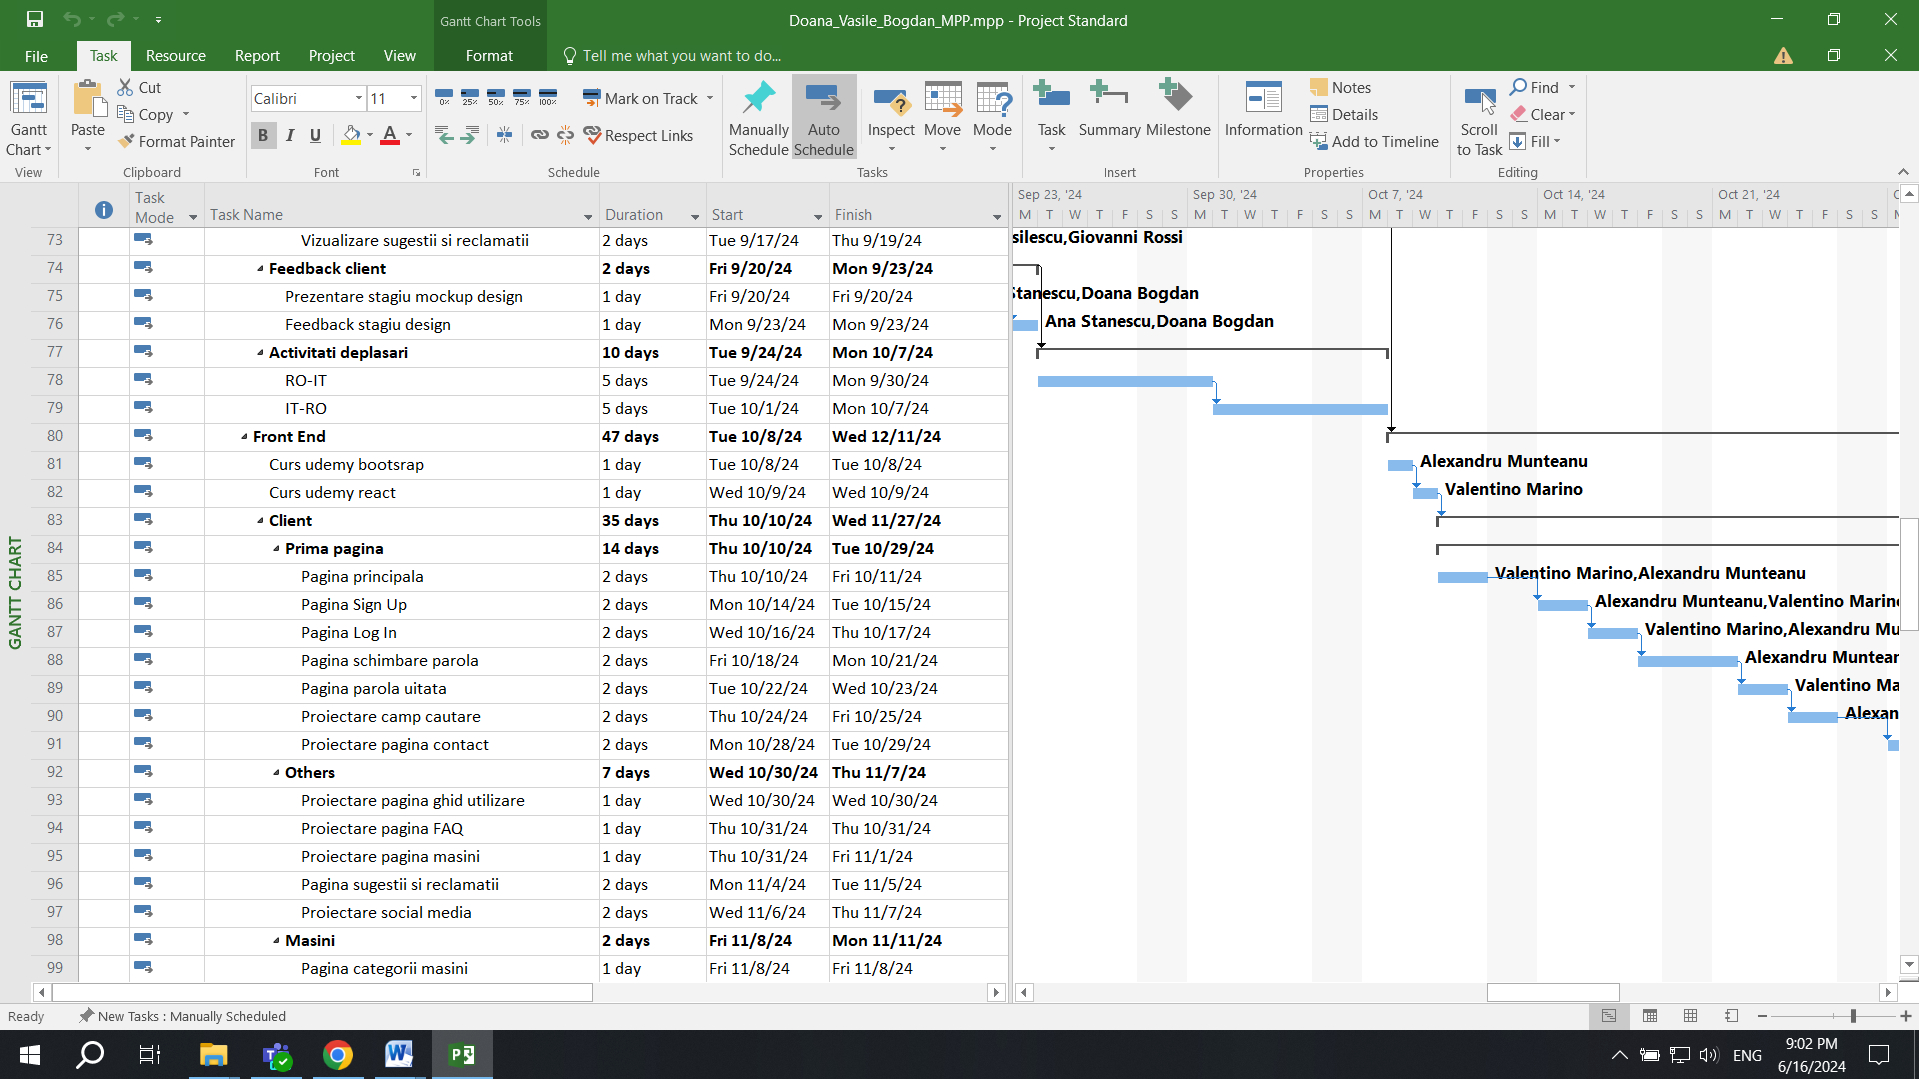 Gantt Chart Tools
Doana_Vasile_Bogdan_MPP.mpp - Project Standard
File Task Resource Report Project View Format Tell me what you want to do...
Gantt Chart
Paste
Cut
Copy
Format Painter
Calibri 11
B I U A
0% 25% 50% 75% 100%
Mark on Track
Respect Links
Manually Schedule
Auto Schedule
Inspect
Move
Mode
Task
Summary
Milestone
Information
Notes
Details
Add to Timeline
Scroll to Task
Find
Clear
Fill
View Clipboard Font Schedule Tasks Insert Properties Editing
Task Mode Task Name Duration Start Finish
Sep 23, '24 Sep 30, '24 Oct 7, '24 Oct 14, '24 Oct 21, '24
M T W T F S S M T W T F S S M T W T F S S M T W T F S S M T W T F S S
73 Vizualizare sugestii si reclamatii 2 days Tue 9/17/24 Thu 9/19/24 silescu,Giovanni Rossi
74 Feedback client 2 days Fri 9/20/24 Mon 9/23/24
75 Prezentare stagiu mockup design 1 day Fri 9/20/24 Fri 9/20/24 Stanescu,Doana Bogdan
76 Feedback stagiu design 1 day Mon 9/23/24 Mon 9/23/24 Ana Stanescu,Doana Bogdan
77 Activitati deplasari 10 days Tue 9/24/24 Mon 10/7/24
78 RO-IT 5 days Tue 9/24/24 Mon 9/30/24
79 IT-RO 5 days Tue 10/1/24 Mon 10/7/24
80 Front End 47 days Tue 10/8/24 Wed 12/11/24
81 Curs udemy bootsrap 1 day Tue 10/8/24 Tue 10/8/24 Alexandru Munteanu
82 Curs udemy react 1 day Wed 10/9/24 Wed 10/9/24 Valentino Marino
83 Client 35 days Thu 10/10/24 Wed 11/27/24
84 Prima pagina 14 days Thu 10/10/24 Tue 10/29/24
85 Pagina principala 2 days Thu 10/10/24 Fri 10/11/24 Valentino Marino,Alexandru Munteanu
86 Pagina Sign Up 2 days Mon 10/14/24 Tue 10/15/24 Alexandru Munteanu,Valentino Marino
87 Pagina Log In 2 days Wed 10/16/24 Thu 10/17/24 Valentino Marino,Alexandru Mu
88 Pagina schimbare parola 2 days Fri 10/18/24 Mon 10/21/24 Alexandru Muntean
89 Pagina parola uitata 2 days Tue 10/22/24 Wed 10/23/24 Valentino Ma
90 Proiectare camp cautare 2 days Thu 10/24/24 Fri 10/25/24 Alexan
91 Proiectare pagina contact 2 days Mon 10/28/24 Tue 10/29/24
92 Others 7 days Wed 10/30/24 Thu 11/7/24
93 Proiectare pagina ghid utilizare 1 day Wed 10/30/24 Wed 10/30/24
94 Proiectare pagina FAQ 1 day Thu 10/31/24 Thu 10/31/24
95 Proiectare pagina masini 1 day Thu 10/31/24 Fri 11/1/24
96 Pagina sugestii si reclamatii 2 days Mon 11/4/24 Tue 11/5/24
97 Proiectare social media 2 days Wed 11/6/24 Thu 11/7/24
98 Masini 2 days Fri 11/8/24 Mon 11/11/24
99 Pagina categorii masini 1 day Fri 11/8/24 Fri 11/8/24
GANTT CHART
Ready New Tasks : Manually Scheduled
ENG 9:02 PM
6/16/2024